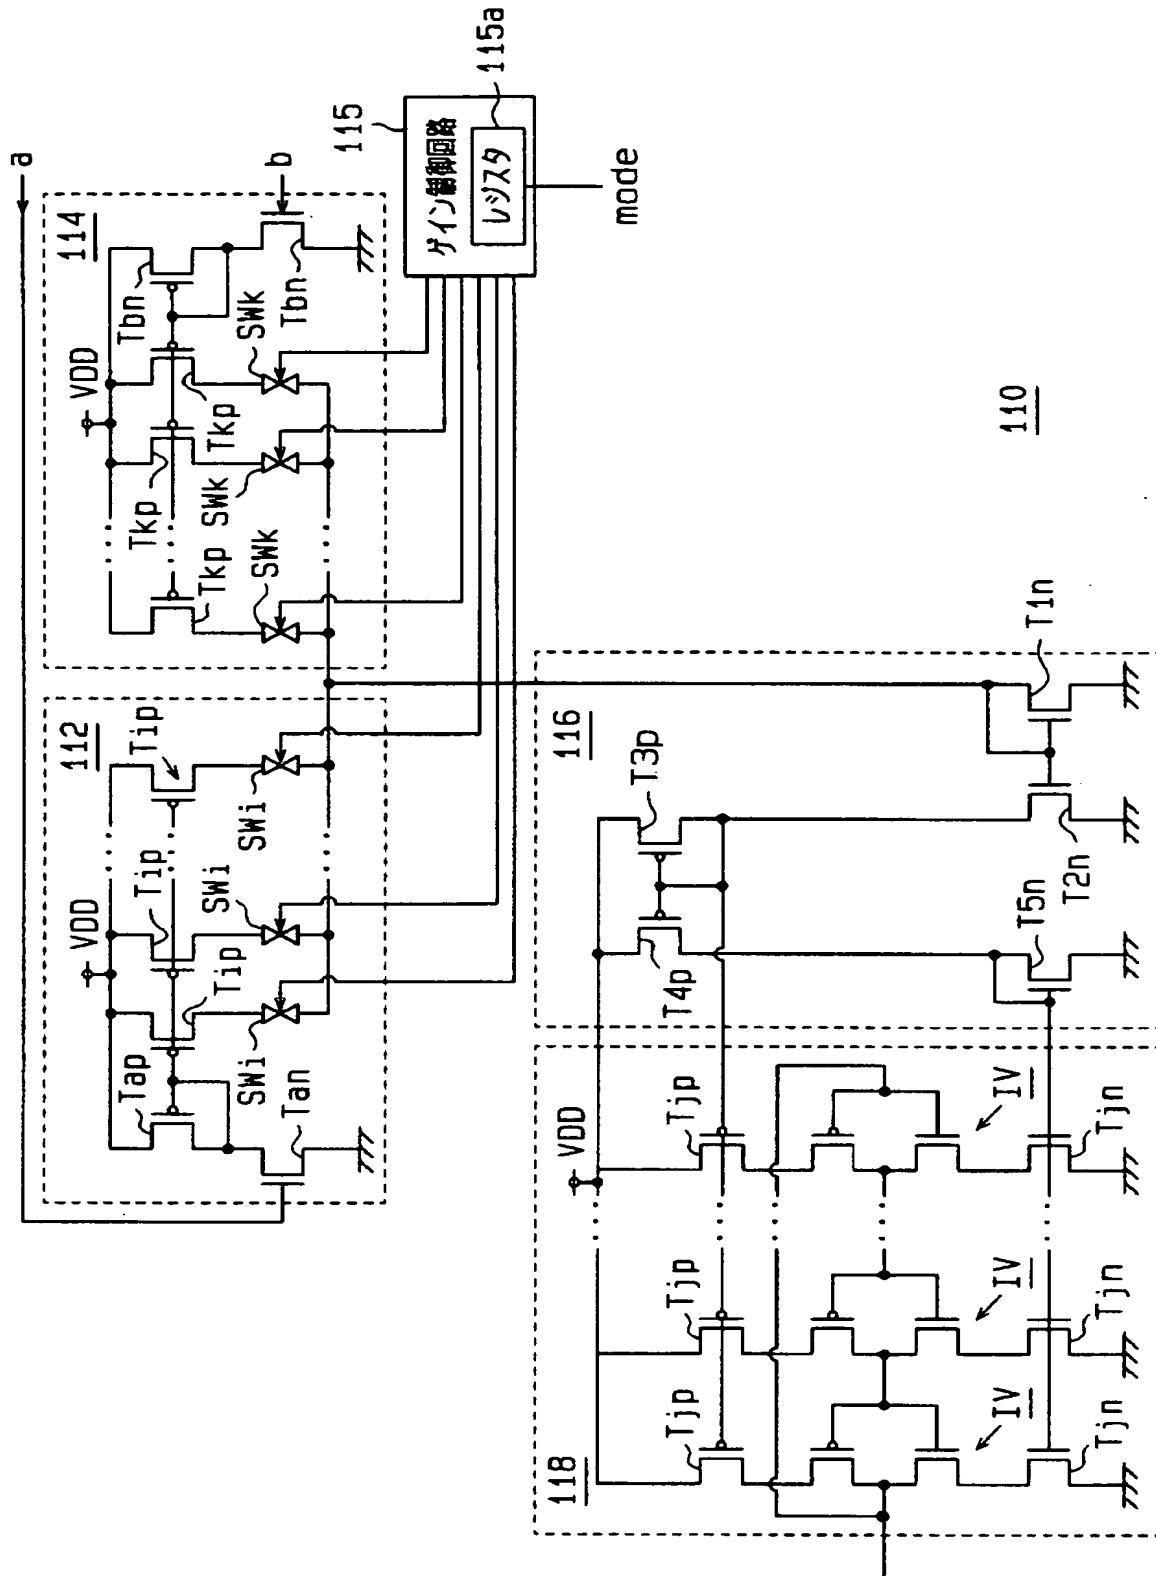 a
112
VDD
Tap
Tip
Tip
Tip
SWi
SWi
SWi
Tan
114
VDD
Tkp
Tkp
Tkp
Tbn
SWk
SWk
SWk
Tbn
b
115
ゲイン制御回路
レジスタ
115a
mode
118
VDD
Tjp
Tjp
Tjp
IV
IV
IV
Tjn
Tjn
Tjn
116
T3p
T4p
T5n
T2n
T1n
110